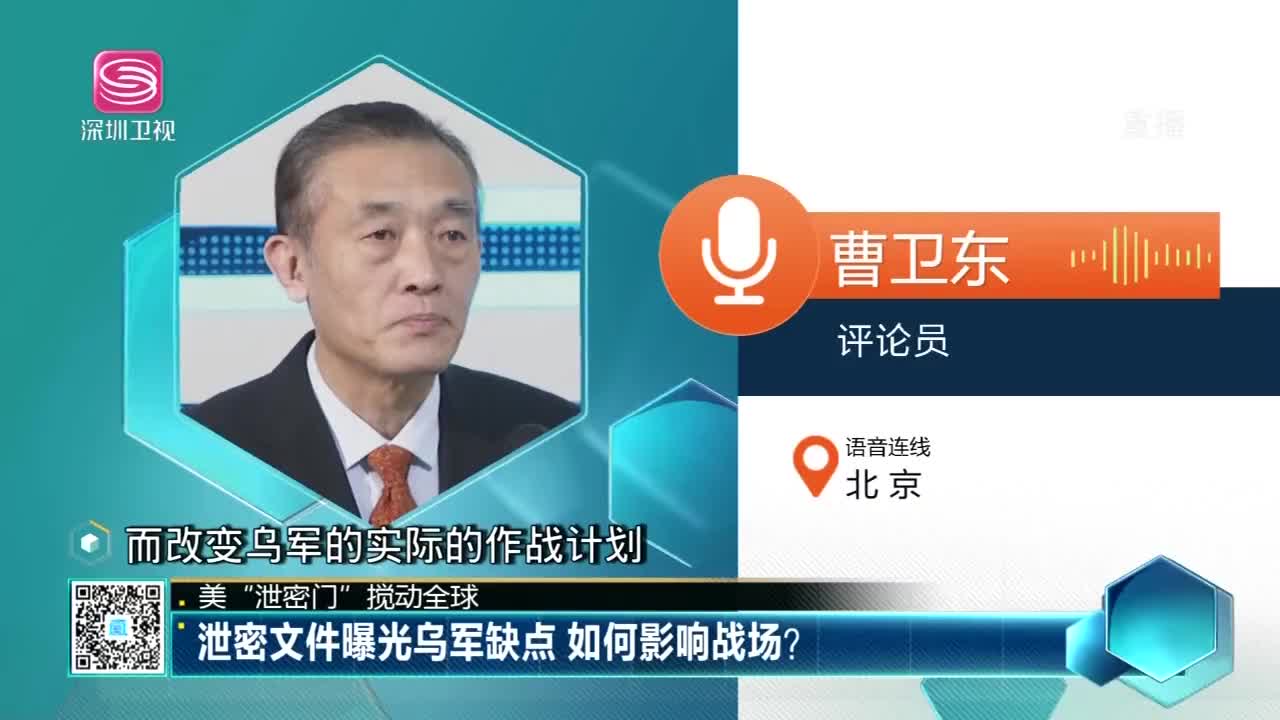 深圳卫视
重播
曹卫东
评论员
语音连线
北京
而改变乌军的实际的作战计划
美“泄密门”搅动全球
泄密文件曝光乌军缺点 如何影响战场?